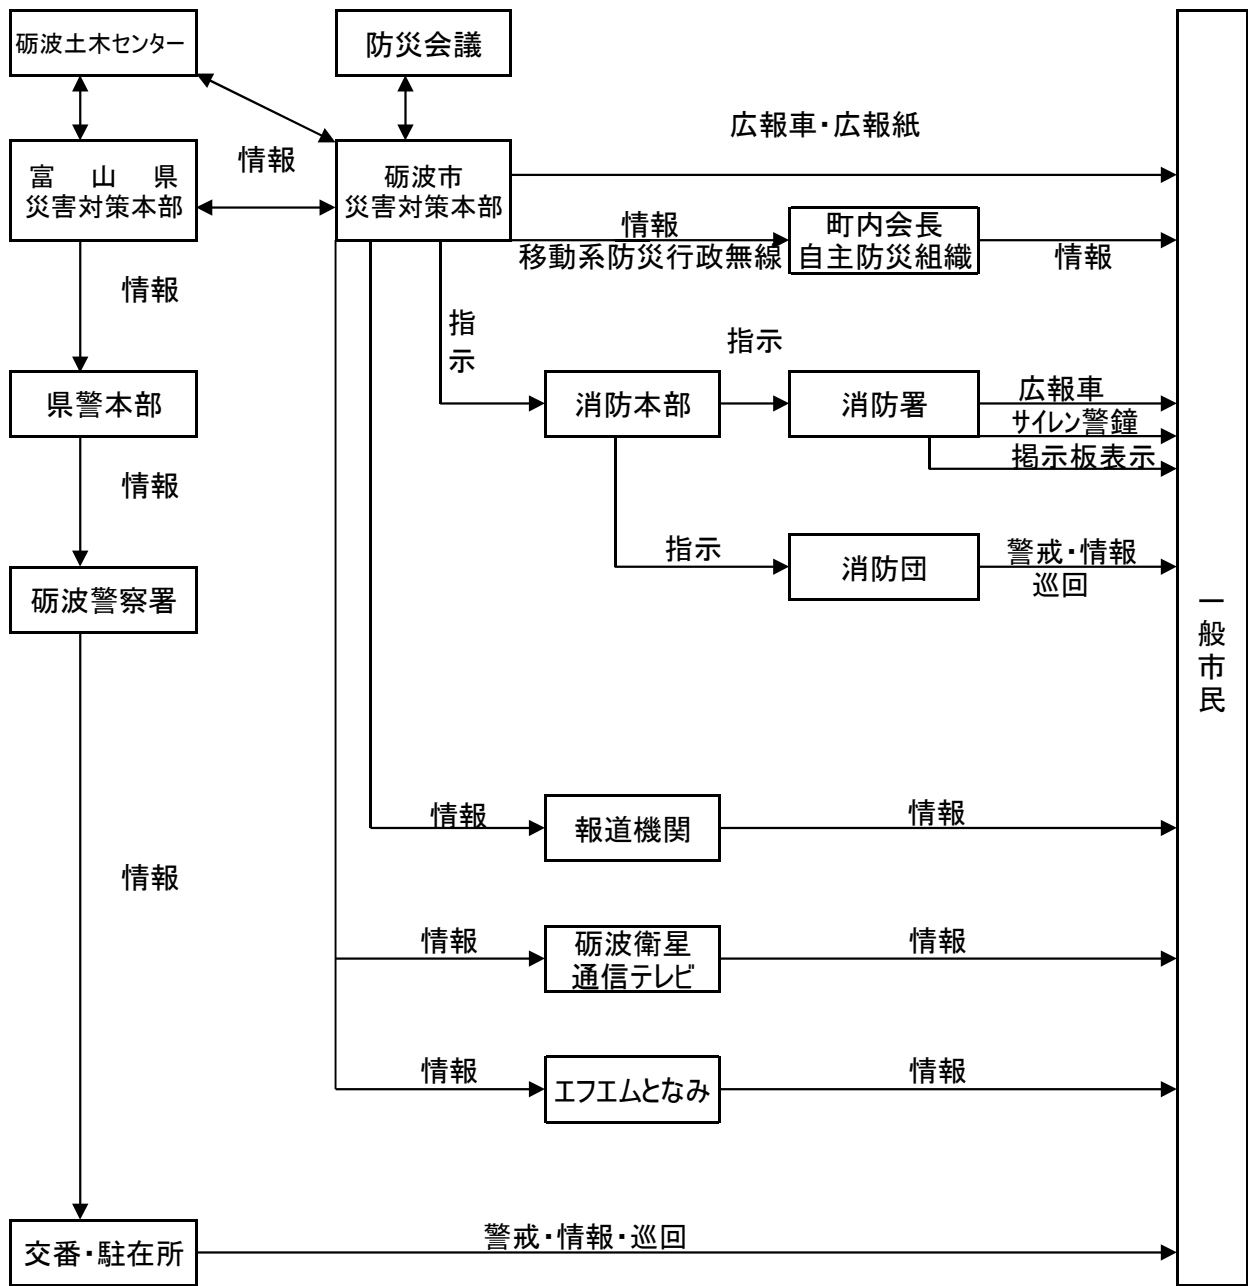 砺波土木センター
防災会議
広報車・広報紙
富　山　県
災害対策本部
情報
砺波市
災害対策本部
情報
移動系防災行政無線
町内会長
自主防災組織
情報
情報
指
示
指示
県警本部
消防本部
消防署
広報車
サイレン警鐘
掲示板表示
情報
指示
消防団
警戒・情報
巡回
砺波警察署
一
般
市
民
情報
報道機関
情報
情報
情報
砺波衛星
通信テレビ
情報
情報
エフエムとなみ
情報
交番・駐在所
警戒・情報・巡回